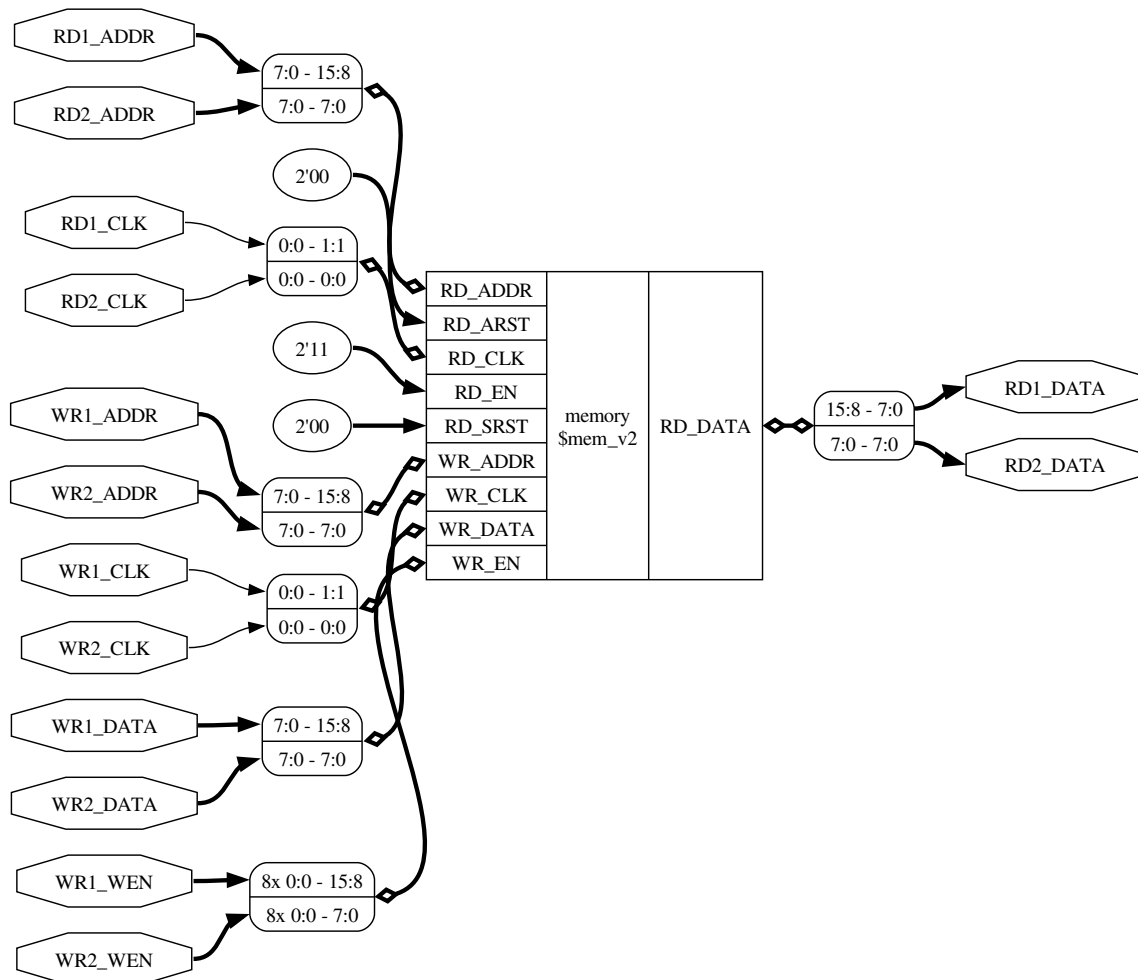 RD1_ADDR
RD2_ADDR
7:0 - 15:8
7:0 - 7:0
2'00
RD1_CLK
RD2_CLK
0:0 - 1:1
0:0 - 0:0
2'11
2'00
WR1_ADDR
WR2_ADDR
7:0 - 15:8
7:0 - 7:0
WR1_CLK
WR2_CLK
0:0 - 1:1
0:0 - 0:0
WR1_DATA
WR2_DATA
7:0 - 15:8
7:0 - 7:0
WR1_WEN
WR2_WEN
8x 0:0 - 15:8
8x 0:0 - 7:0
RD_ADDR
RD_ARST
RD_CLK
RD_EN
RD_SRST
WR_ADDR
WR_CLK
WR_DATA
WR_EN
memory
$mem_v2
RD_DATA
15:8 - 7:0
7:0 - 7:0
RD1_DATA
RD2_DATA